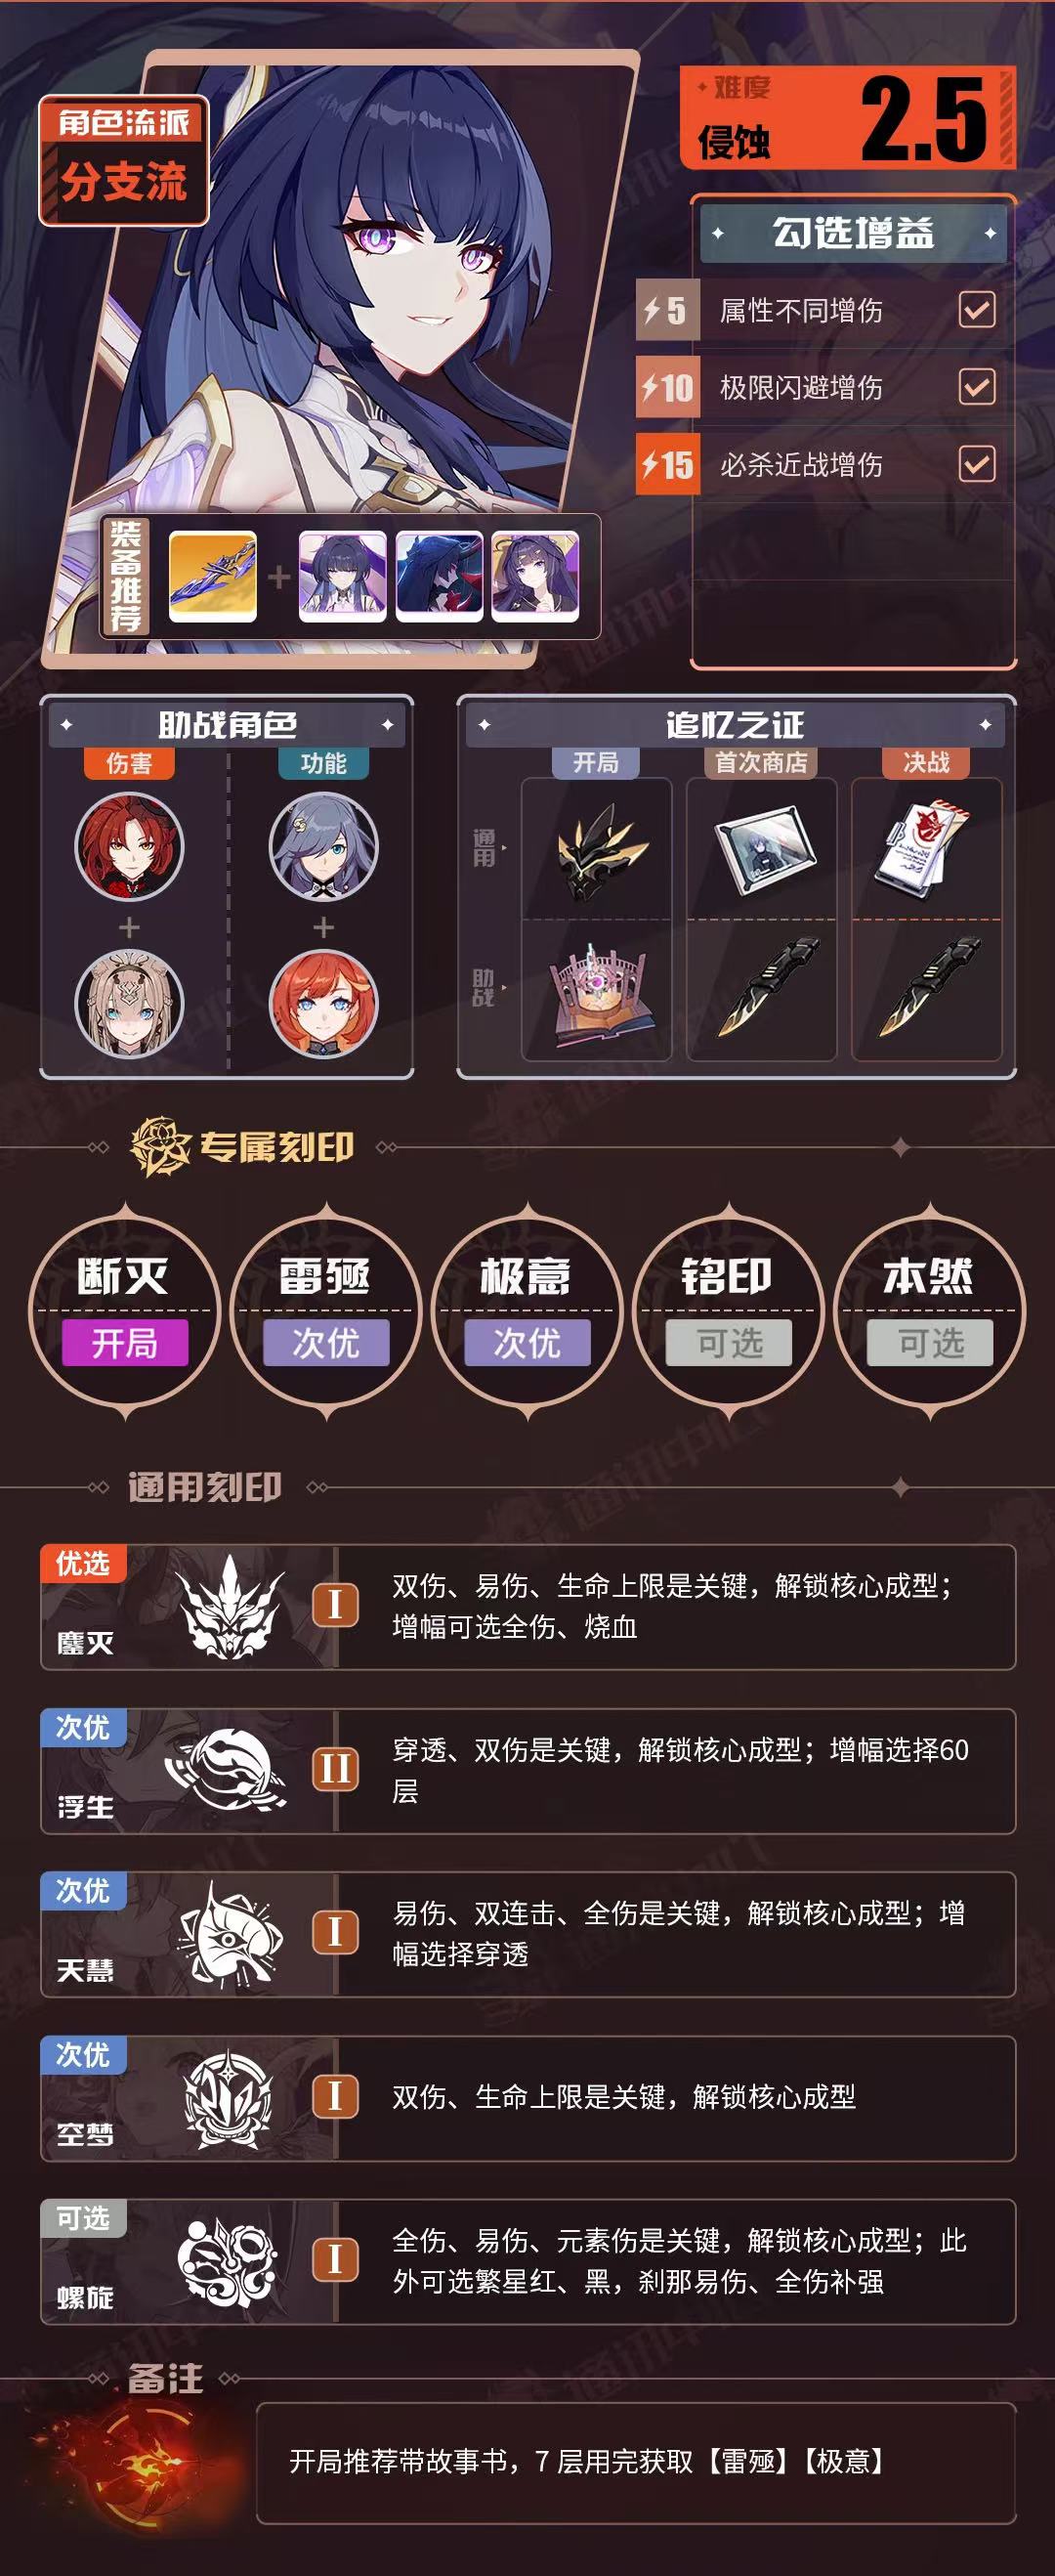 角色流派
分支流
难度
侵蚀
2.5
勾选增益
5 属性不同增伤
10 极限闪避增伤
15 必杀近战增伤
装备推荐
助战角色
伤害
功能
追忆之证
开局
首次商店
决战
通用
助战
专属刻印
断灭
开局
雷殛
次优
极意
次优
铭印
可选
本然
可选
通用刻印
优选
鏖灭
I
双伤、易伤、生命上限是关键，解锁核心成型；
增幅可选全伤、烧血
次优
浮生
II
穿透、双伤是关键，解锁核心成型；增幅选择60
层
次优
天慧
I
易伤、双连击、全伤是关键，解锁核心成型；增
幅选择穿透
次优
空梦
I
双伤、生命上限是关键，解锁核心成型
可选
螺旋
I
全伤、易伤、元素伤是关键，解锁核心成型；此
外可选繁星红、黑，刹那易伤、全伤补强
备注
开局推荐带故事书，7 层用完获取【雷殛】【极意】